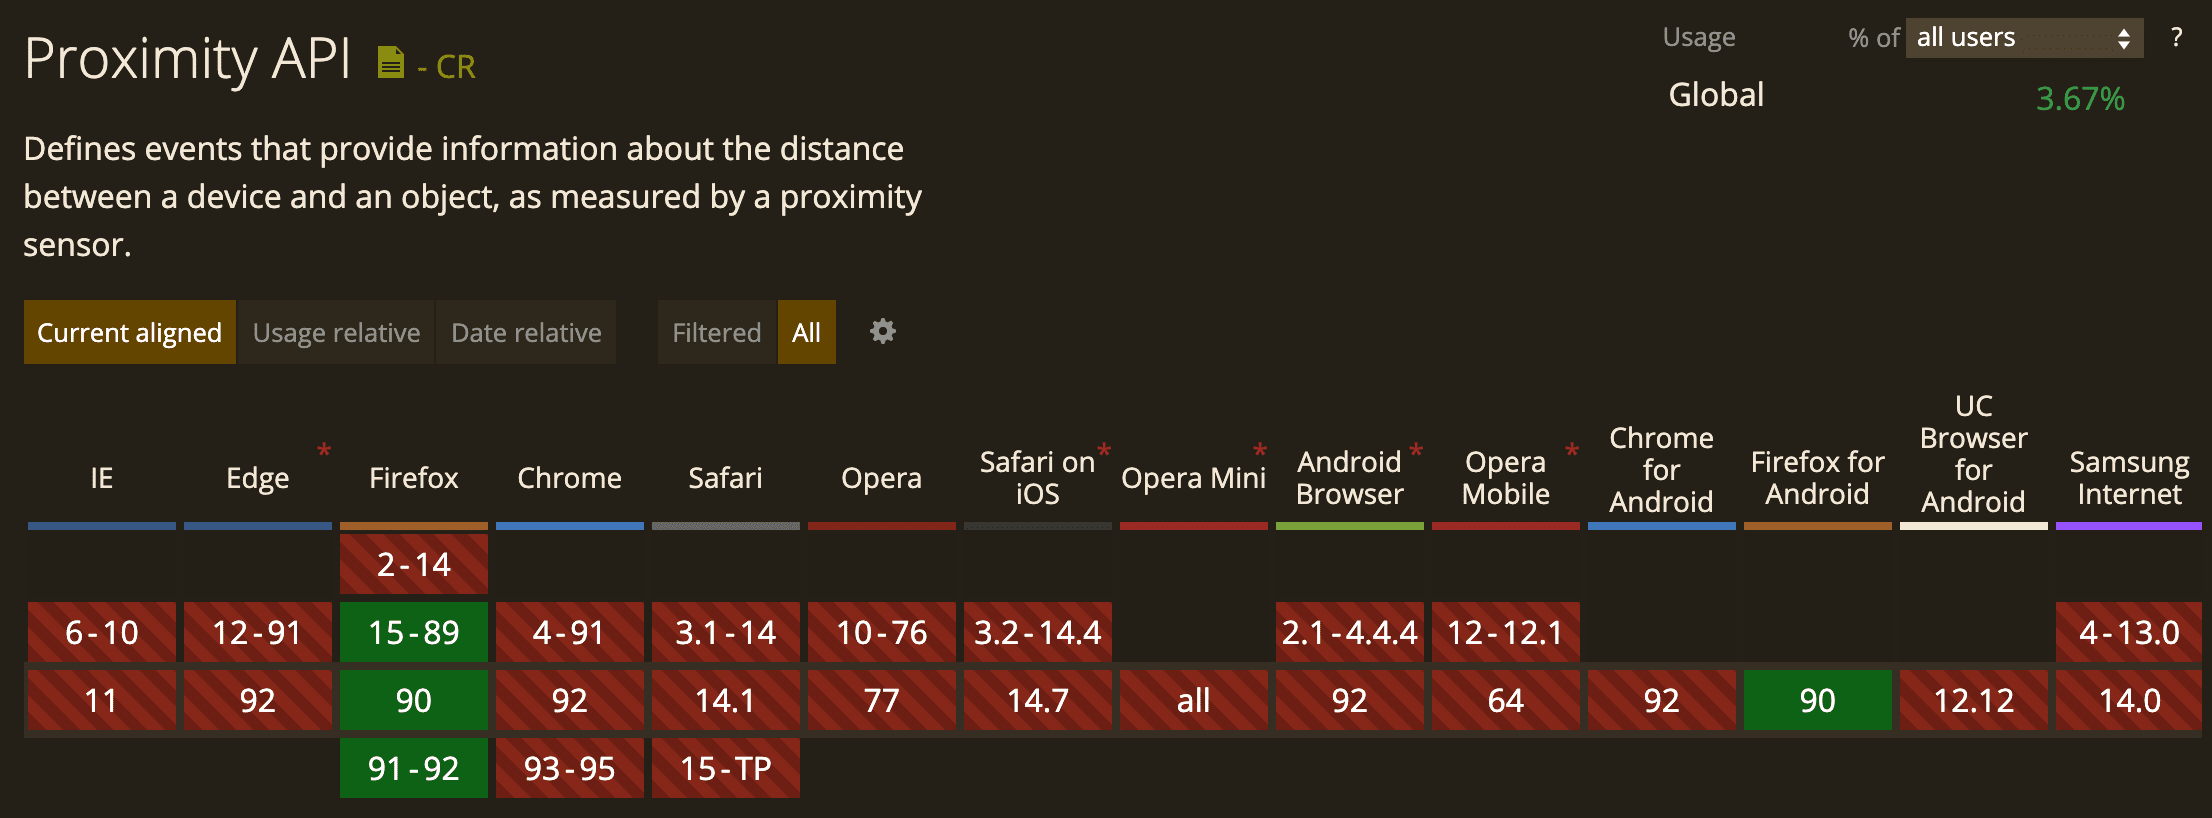 Proximity API - CR
Usage % of all users ?
Global 3.67%
Defines events that provide information about the distance
between a device and an object, as measured by a proximity
sensor.
Current aligned Usage relative Date relative Filtered All
IE Edge * Firefox Chrome Safari Opera Safari on iOS * Opera Mini * Android Browser * Opera Mobile * Chrome for Android Firefox for Android UC Browser for Android Samsung Internet
2-14
6-10 12-91 15-89 4-91 3.1-14 10-76 3.2-14.4 2.1-4.4.4 12-12.1 4-13.0
11 92 90 92 14.1 77 14.7 all 92 64 92 90 12.12 14.0
91-92 93-95 15-TP